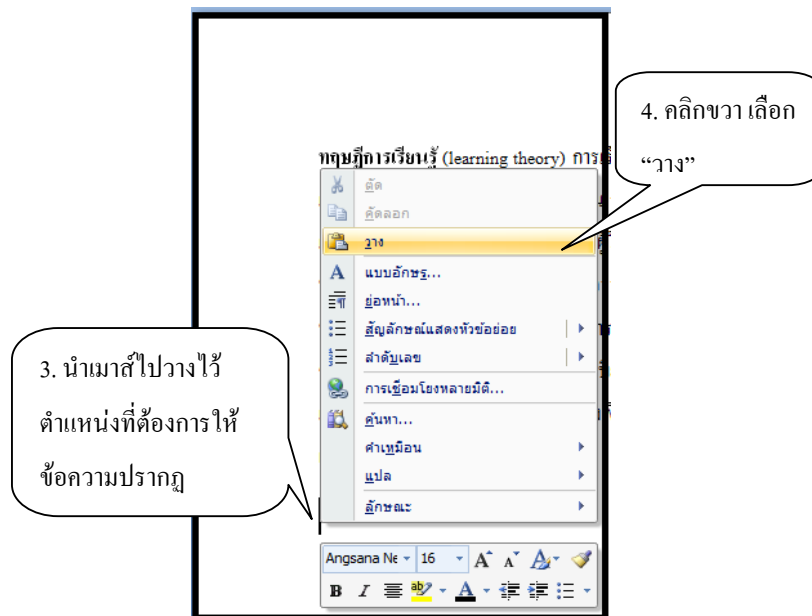 4. คลิกขวา เลือก
“วาง”
ทฤษฎีการเรียนรู้ (learning theory) การเรี
ตัด
คัดลอก
วาง
แบบอักษร...
ย่อหน้า...
สัญลักษณ์แสดงหัวข้อย่อย
ลำดับเลข
การเชื่อมโยงหลายมิติ...
ค้นหา...
คำเหมือน
แปล
ลักษณะ
3. นำเมาส์ไปวางไว้
ตำแหน่งที่ต้องการให้
ข้อความปรากฏ
Angsana Ne 16